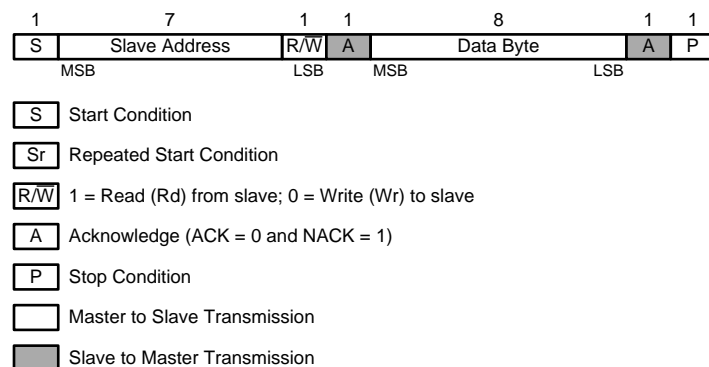 1 7 1 1 8 1 1
S Slave Address R/W̅ A Data Byte A P
MSB LSB MSB LSB
S Start Condition
Sr Repeated Start Condition
R/W̅ 1 = Read (Rd) from slave; 0 = Write (Wr) to slave
A Acknowledge (ACK = 0 and NACK = 1)
P Stop Condition
Master to Slave Transmission
Slave to Master Transmission